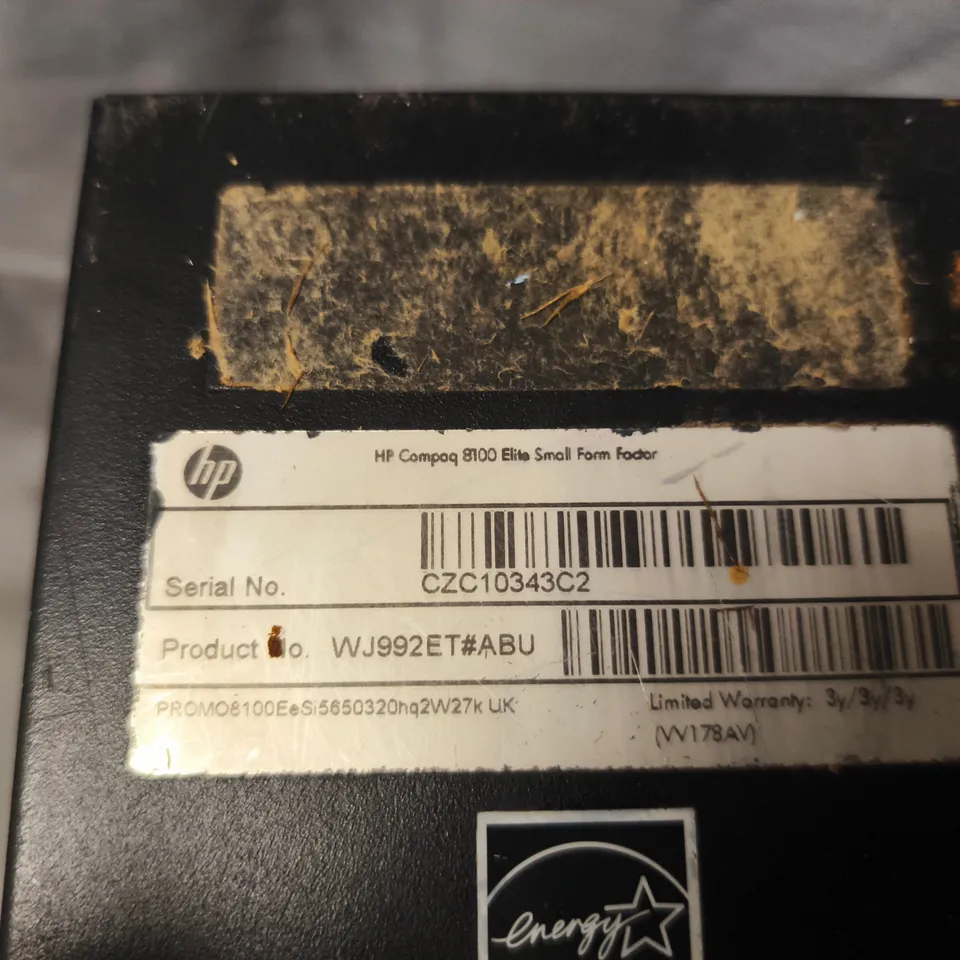 hp
HP Compaq 8100 Elite Small Form Factor
Serial No.
CZC10343C2
Product No. WJ992ET#ABU
PROMO8100EeSi5650320hq2W27k UK
Limited Warranty: 3y/3y/3y
(VV178AV)
energy